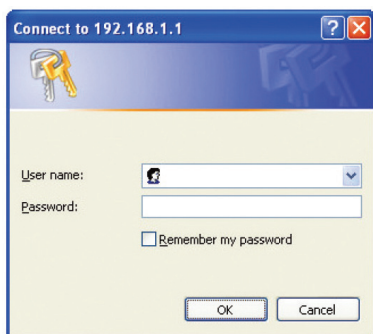 Connect to 192.168.1.1
?
User name:
Password:
Remember my password
OK Cancel